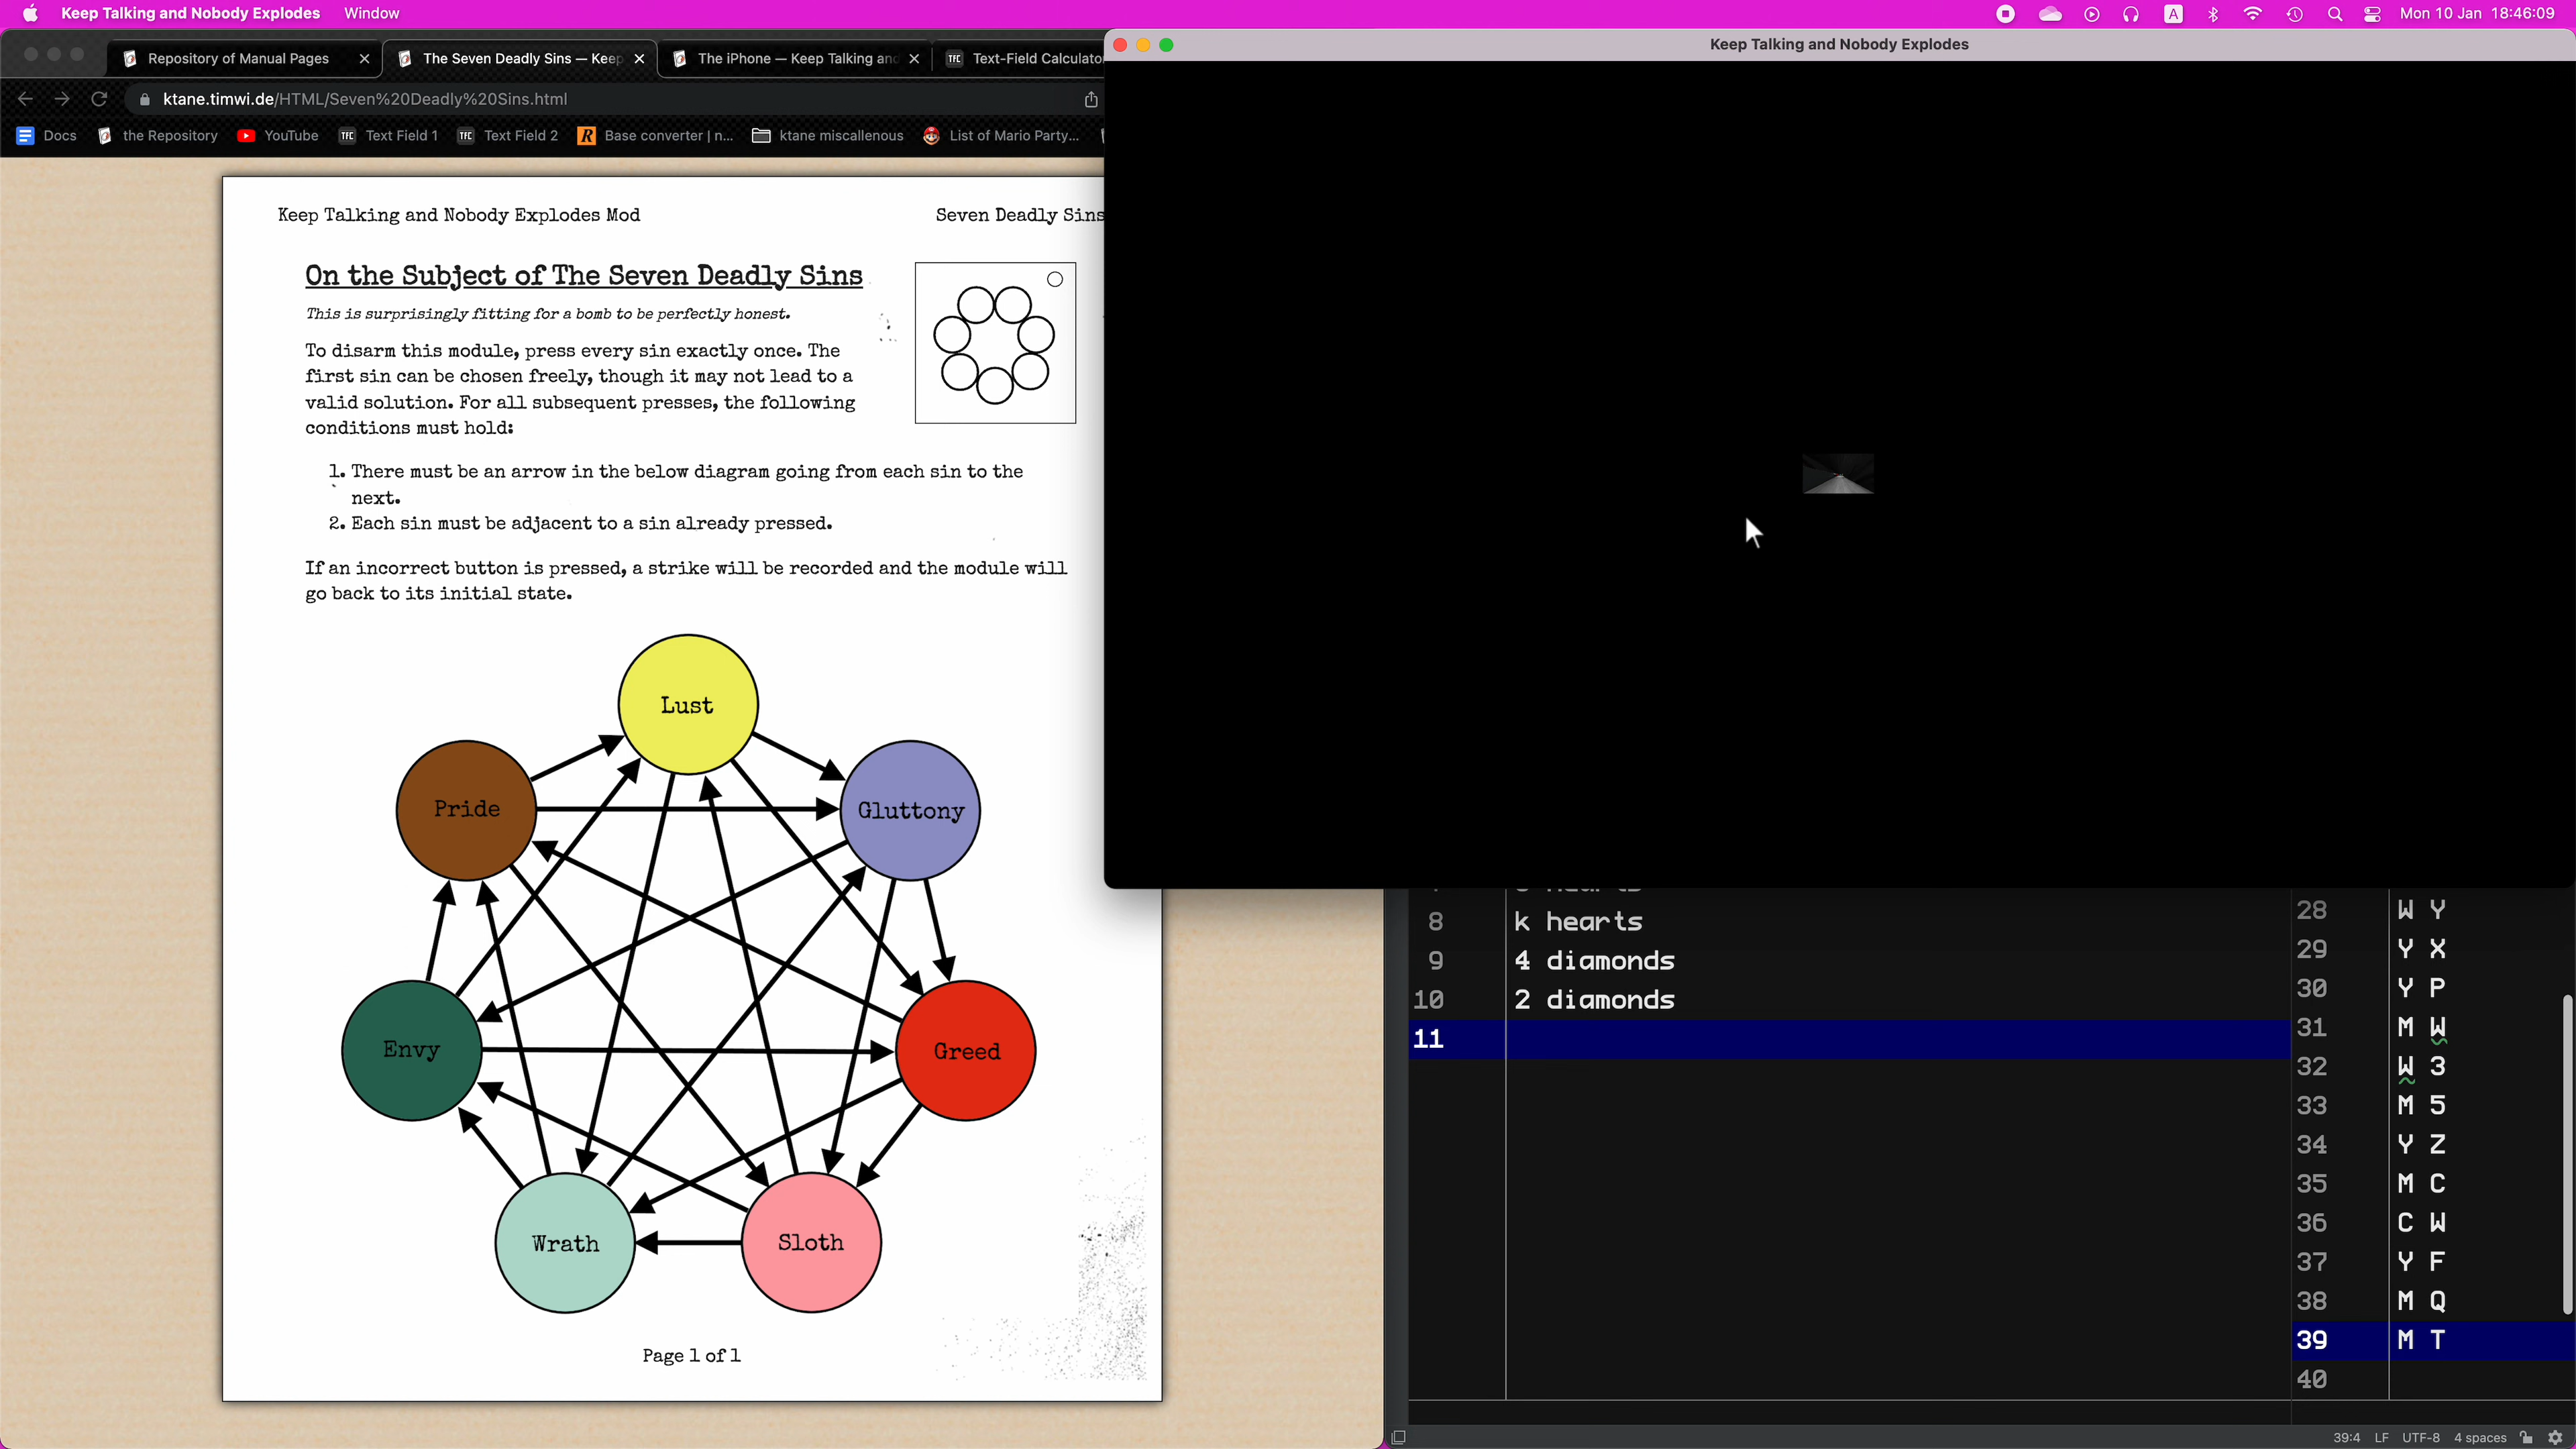 Keep Talking and Nobody Explodes Window
A Mon 10 Jan 18:46:09
Repository of Manual Pages
The Seven Deadly Sins — Keep
The iPhone — Keep Talking an
TFC Text-Field Calculator
Keep Talking and Nobody Explodes
ktane.timwi.de/HTML/Seven%20Deadly%20Sins.html
Docs
the Repository
YouTube
TFC Text Field 1
TFC Text Field 2
R Base converter | n...
ktane miscallenous
List of Mario Party...
Keep Talking and Nobody Explodes Mod
Seven Deadly Sins
On the Subject of The Seven Deadly Sins
This is surprisingly fitting for a bomb to be perfectly honest.
To disarm this module, press every sin exactly once. The
first sin can be chosen freely, though it may not lead to a
valid solution. For all subsequent presses, the following
conditions must hold:
1. There must be an arrow in the below diagram going from each sin to the
next.
2. Each sin must be adjacent to a sin already pressed.
If an incorrect button is pressed, a strike will be recorded and the module will
go back to its initial state.
Lust
Pride
Gluttony
Envy
Greed
Wrath
Sloth
Page 1 of 1
8 k hearts
9 4 diamonds
10 2 diamonds
11
28 W Y
29 Y X
30 Y P
31 M W
32 W 3
33 M 5
34 Y Z
35 M C
36 C W
37 Y F
38 M Q
39 M T
40
39:4 LF UTF-8 4 spaces